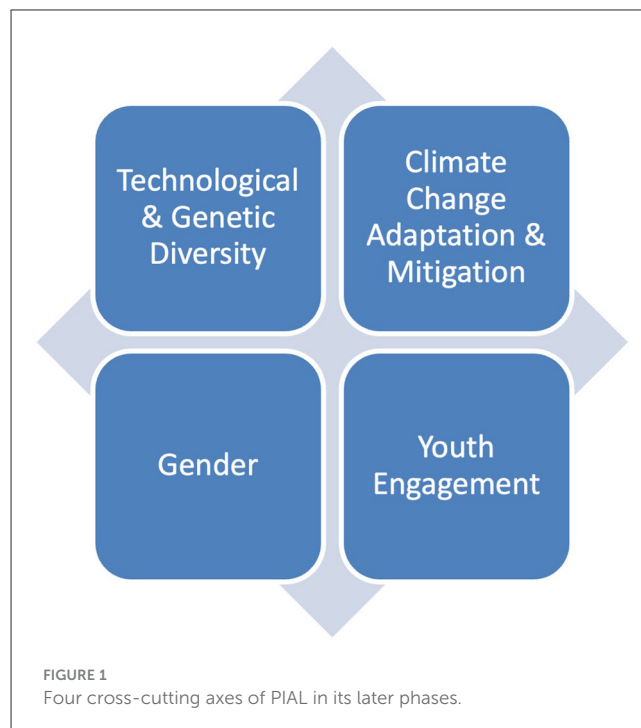 Technological
& Genetic
Diversity
Climate
Change
Adaptation &
Mitigation
Gender
Youth
Engagement
FIGURE 1
Four cross-cutting axes of PIAL in its later phases.